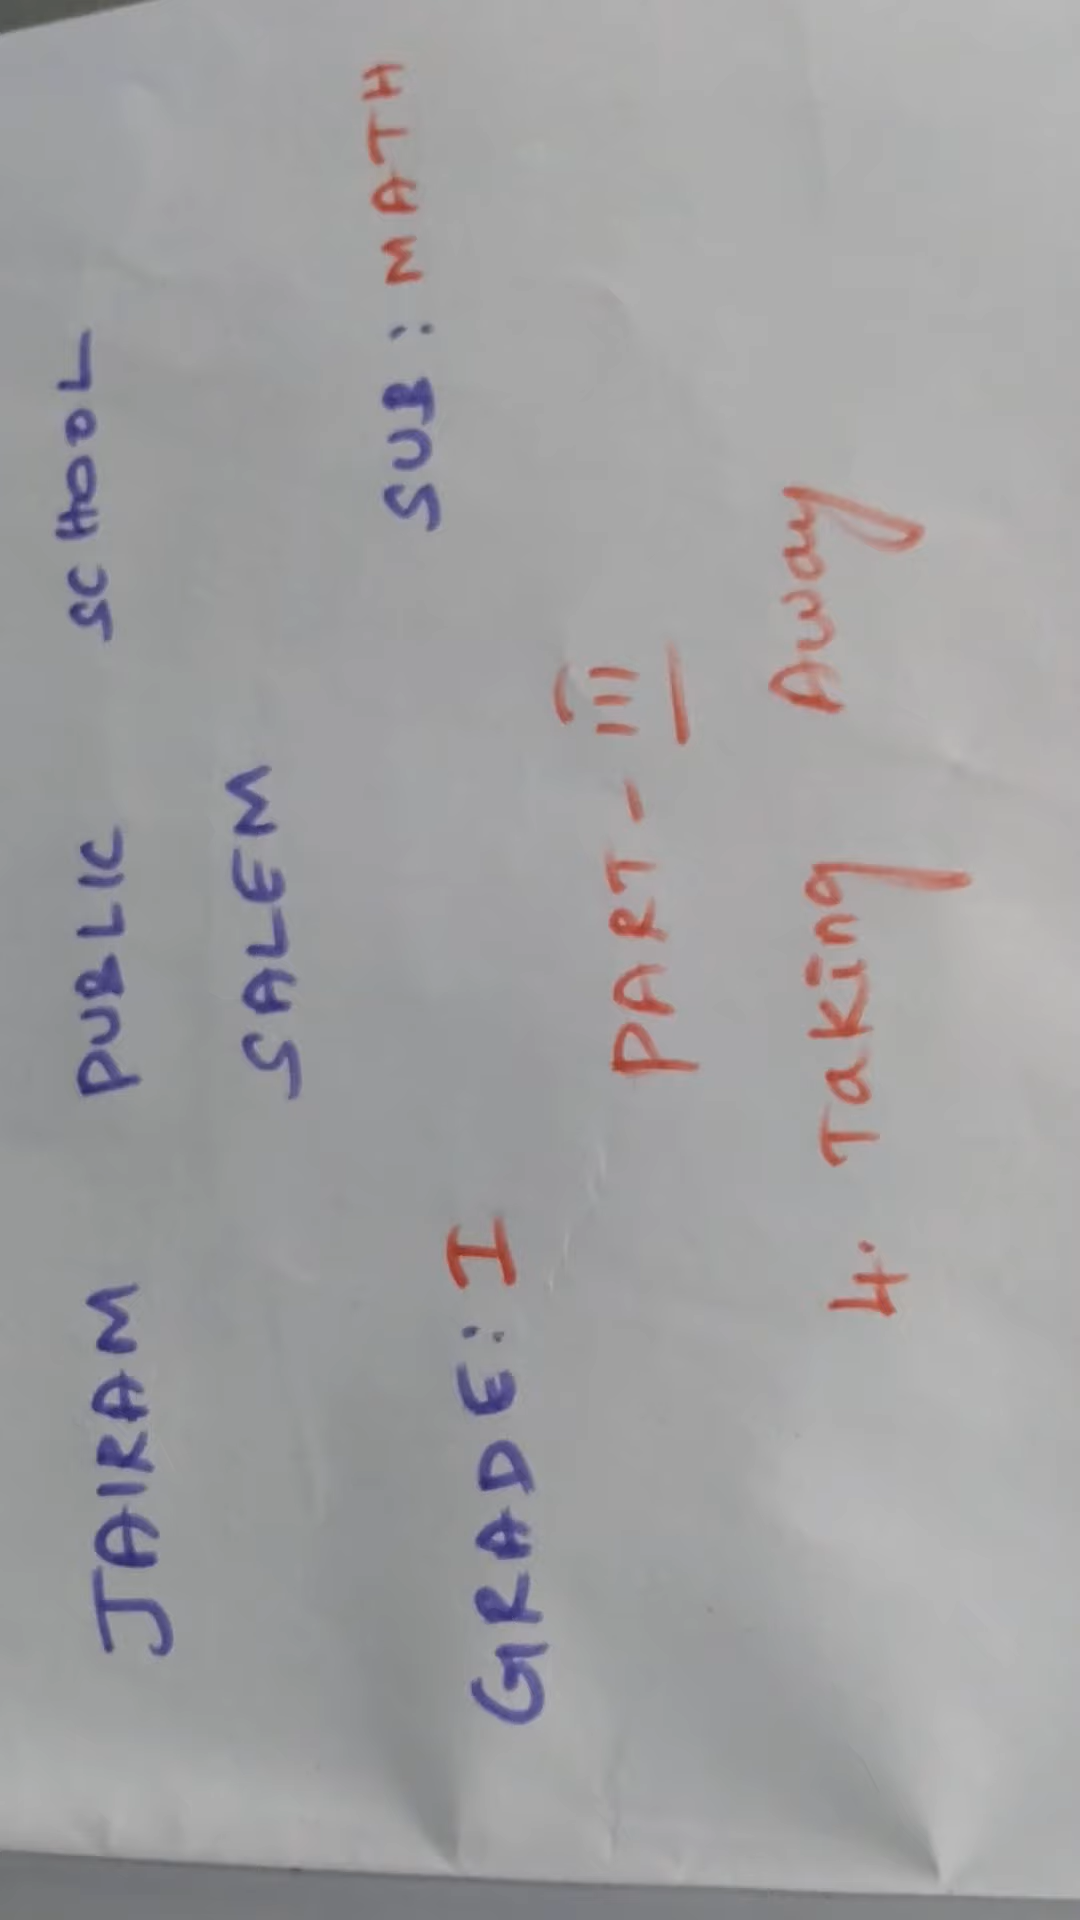 JAIRAM PUBLIC SCHOOL
SALEM
GRADE: I SUB: MATH
PART - III
4. Taking Away